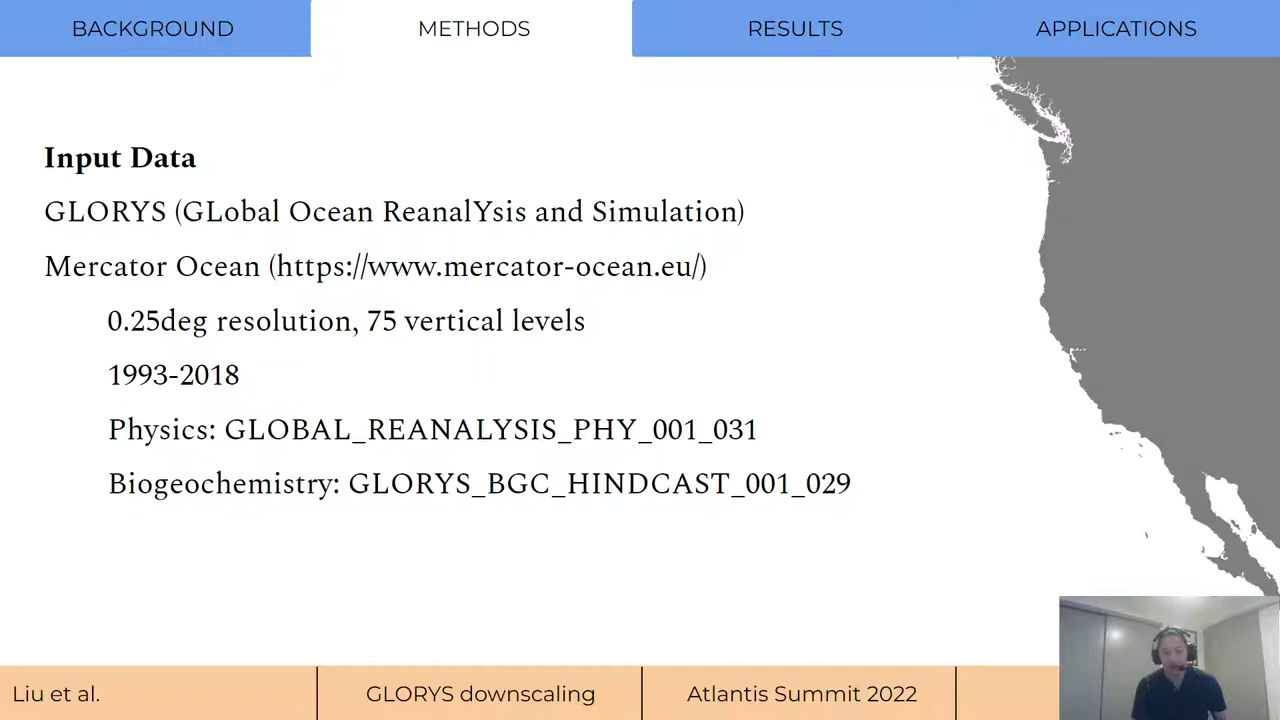 BACKGROUND
METHODS
RESULTS
APPLICATIONS
Input Data
GLORYS (GLobal Ocean ReanalYsis and Simulation)
Mercator Ocean (https://www.mercator-ocean.eu/)
0.25deg resolution, 75 vertical levels
1993-2018
Physics: GLOBAL_REANALYSIS_PHY_001_031
Biogeochemistry: GLORYS_BGC_HINDCAST_001_029
Liu et al.
GLORYS downscaling
Atlantis Summit 2022